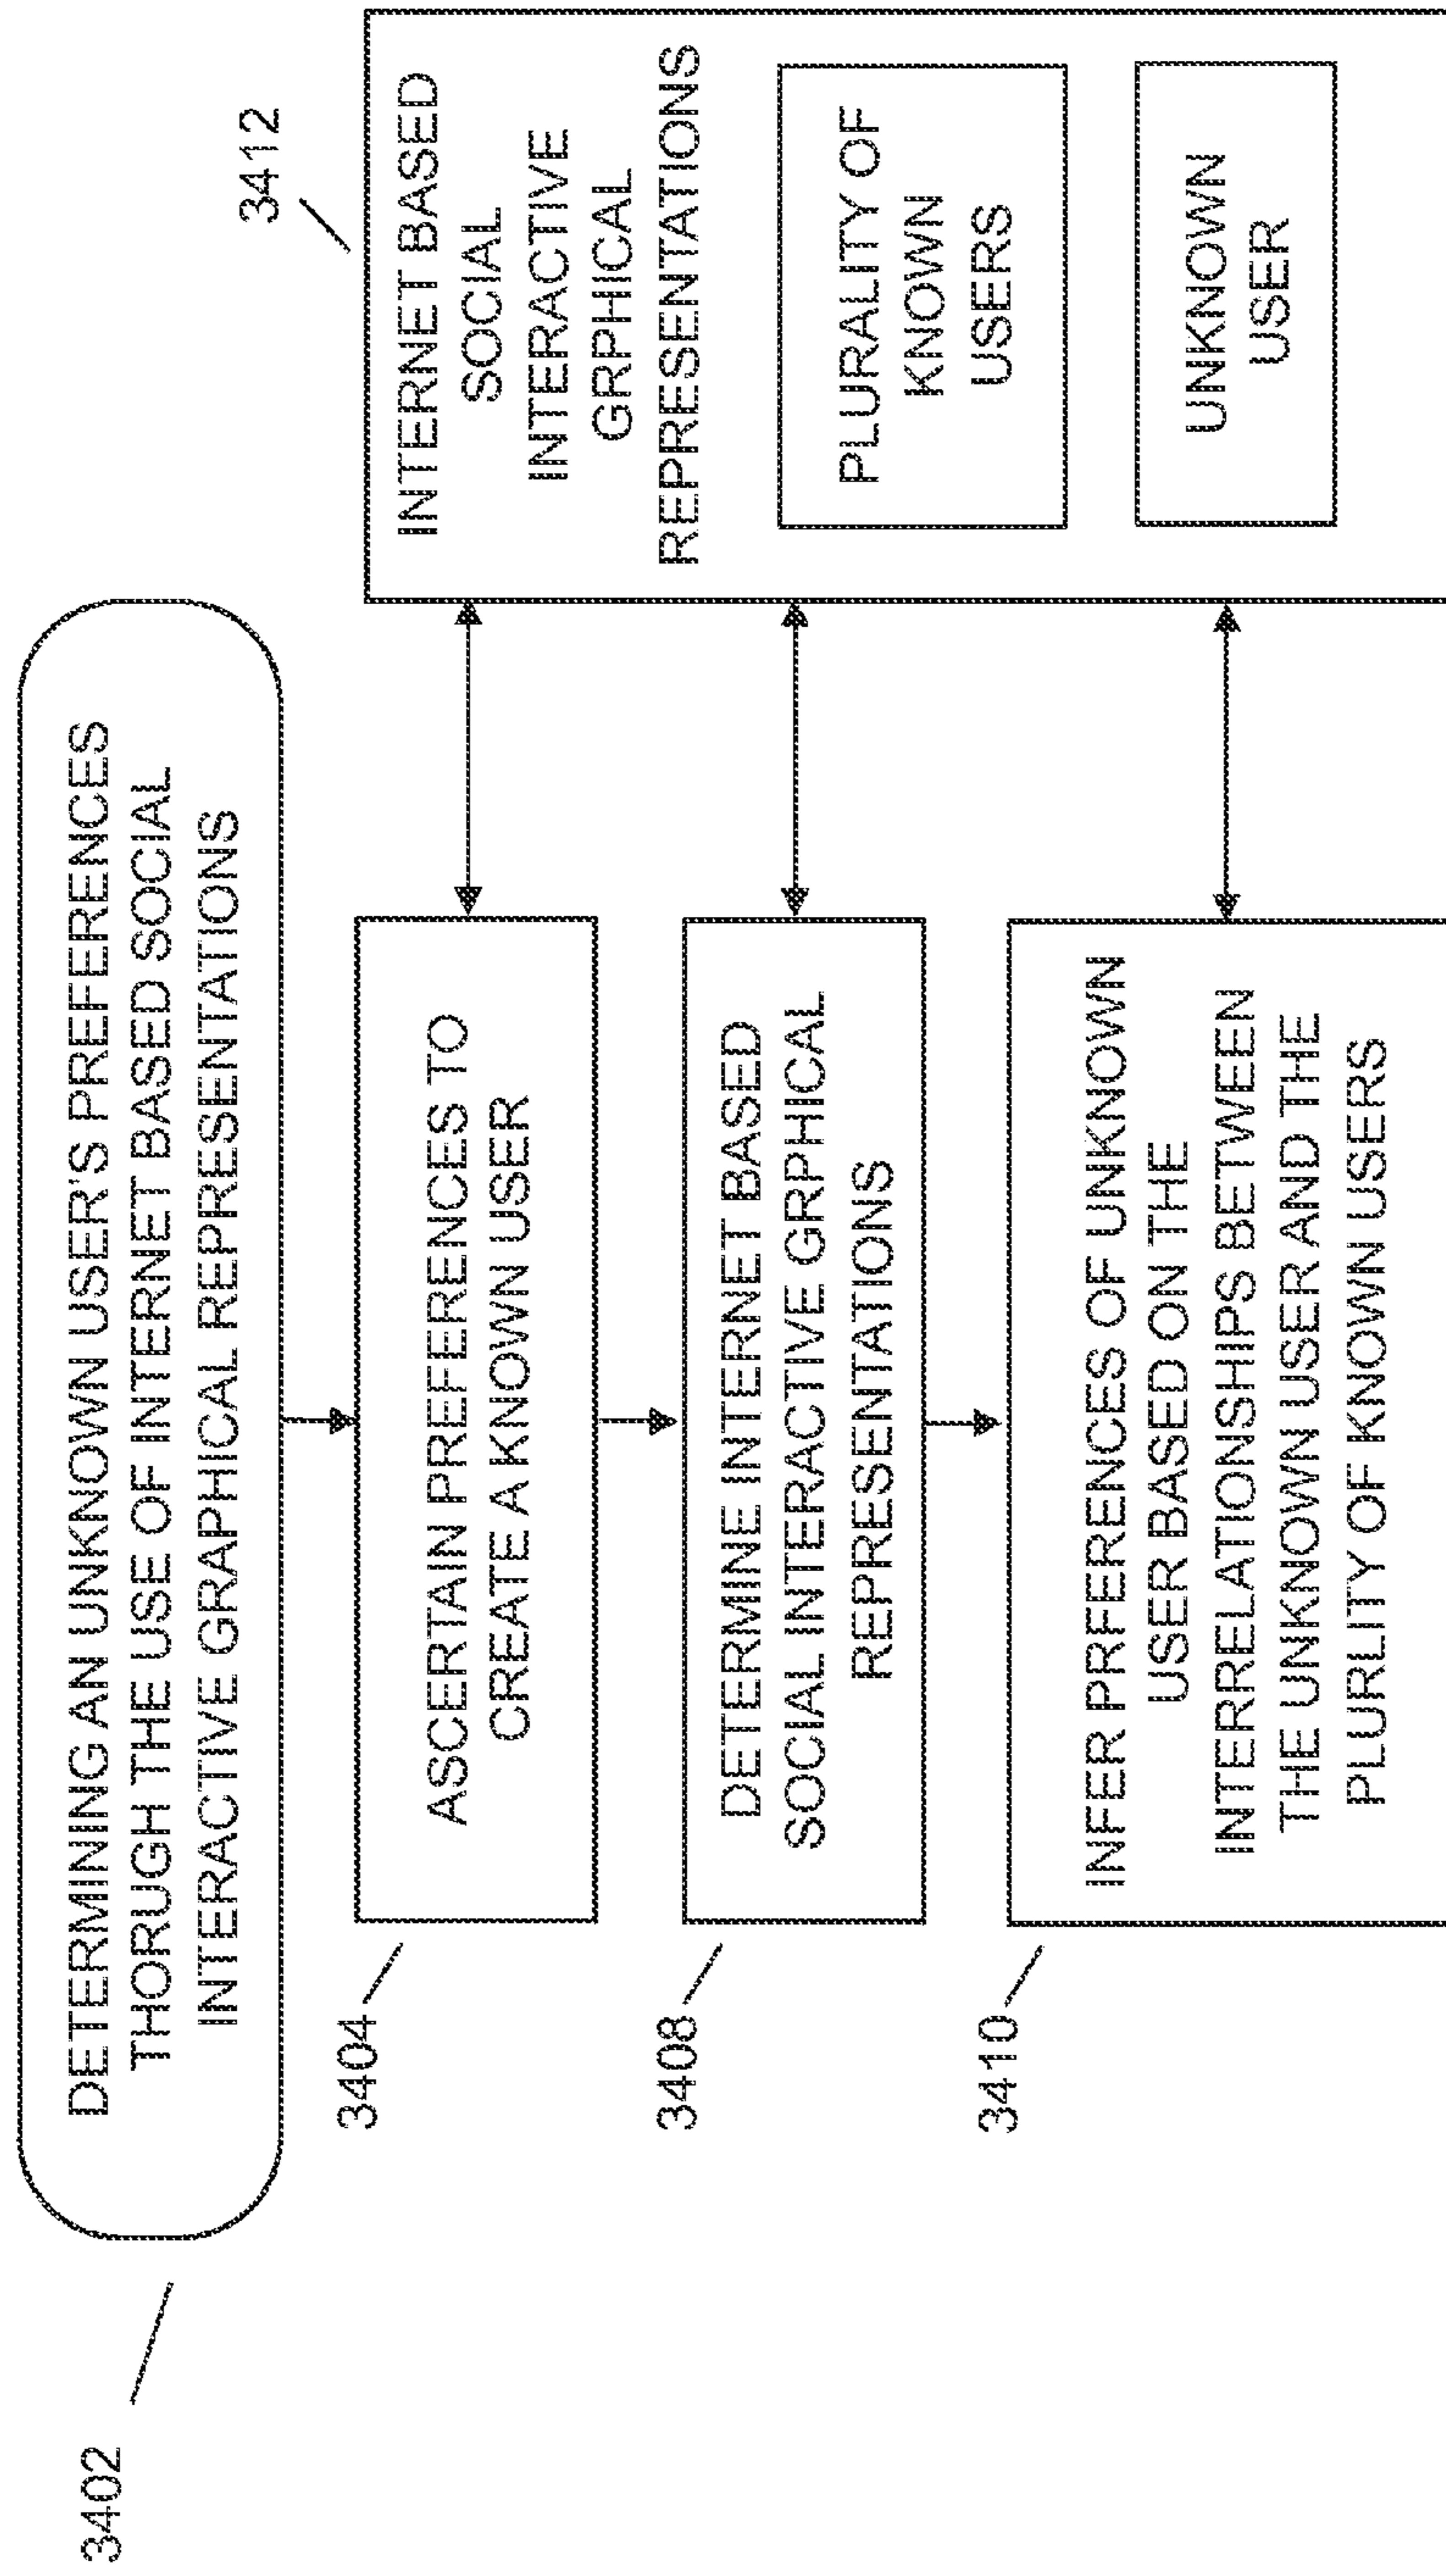 3402
DETERMINING AN UNKNOWN USER'S PREFERENCES
THORUGH THE USE OF INTERNET BASED SOCIAL
INTERACTIVE GRAPHICAL REPRESENTATIONS
3404
ASCERTAIN PREFERENCES TO
CREATE A KNOWN USER
3408
DETERMINE INTERNET BASED
SOCIAL INTERACTIVE GRPHICAL
REPRESENTATIONS
3410
INFER PRFERENCES OF UNKNOWN
USER BASED ON THE
INTERRELATIONSHIPS BETWEEN
THE UNKNOWN USER AND THE
PLURLITY OF KNOWN USERS
3412
INTERNET BASED
SOCIAL
INTERACTIVE
GRPHICAL
REPRESENTATIONS
PLURALITY OF
KNOWN
USERS
UNKNOWN
USER